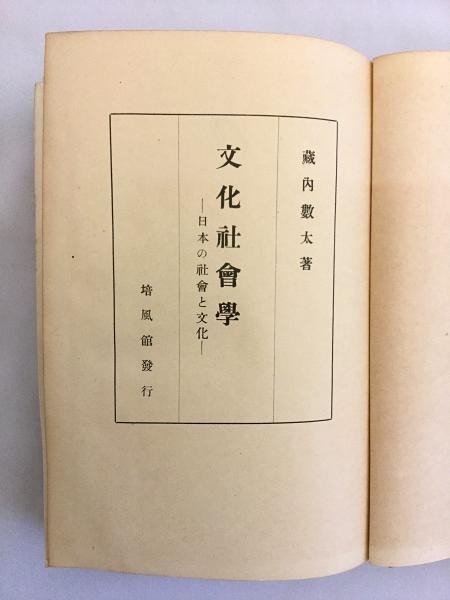 藏内數太著
文化社會學
—日本の社會と文化—
培風館發行